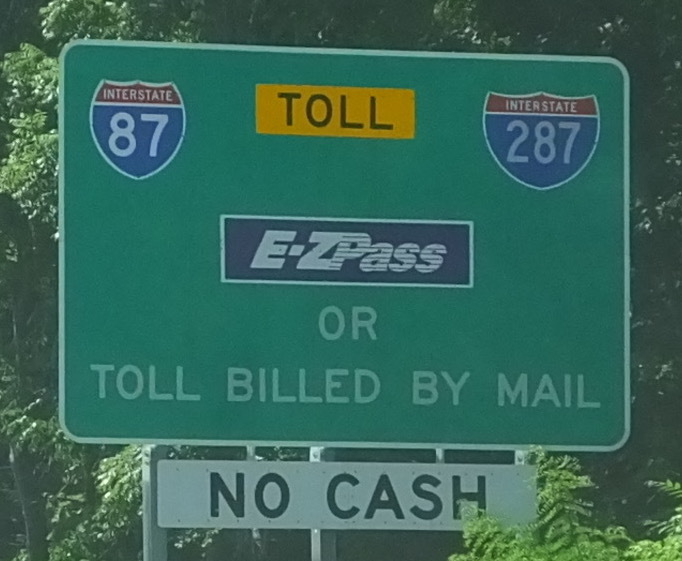 INTERSTATE 87 TOLL INTERSTATE 287
E-ZPass
OR
TOLL BILLED BY MAIL
NO CASH